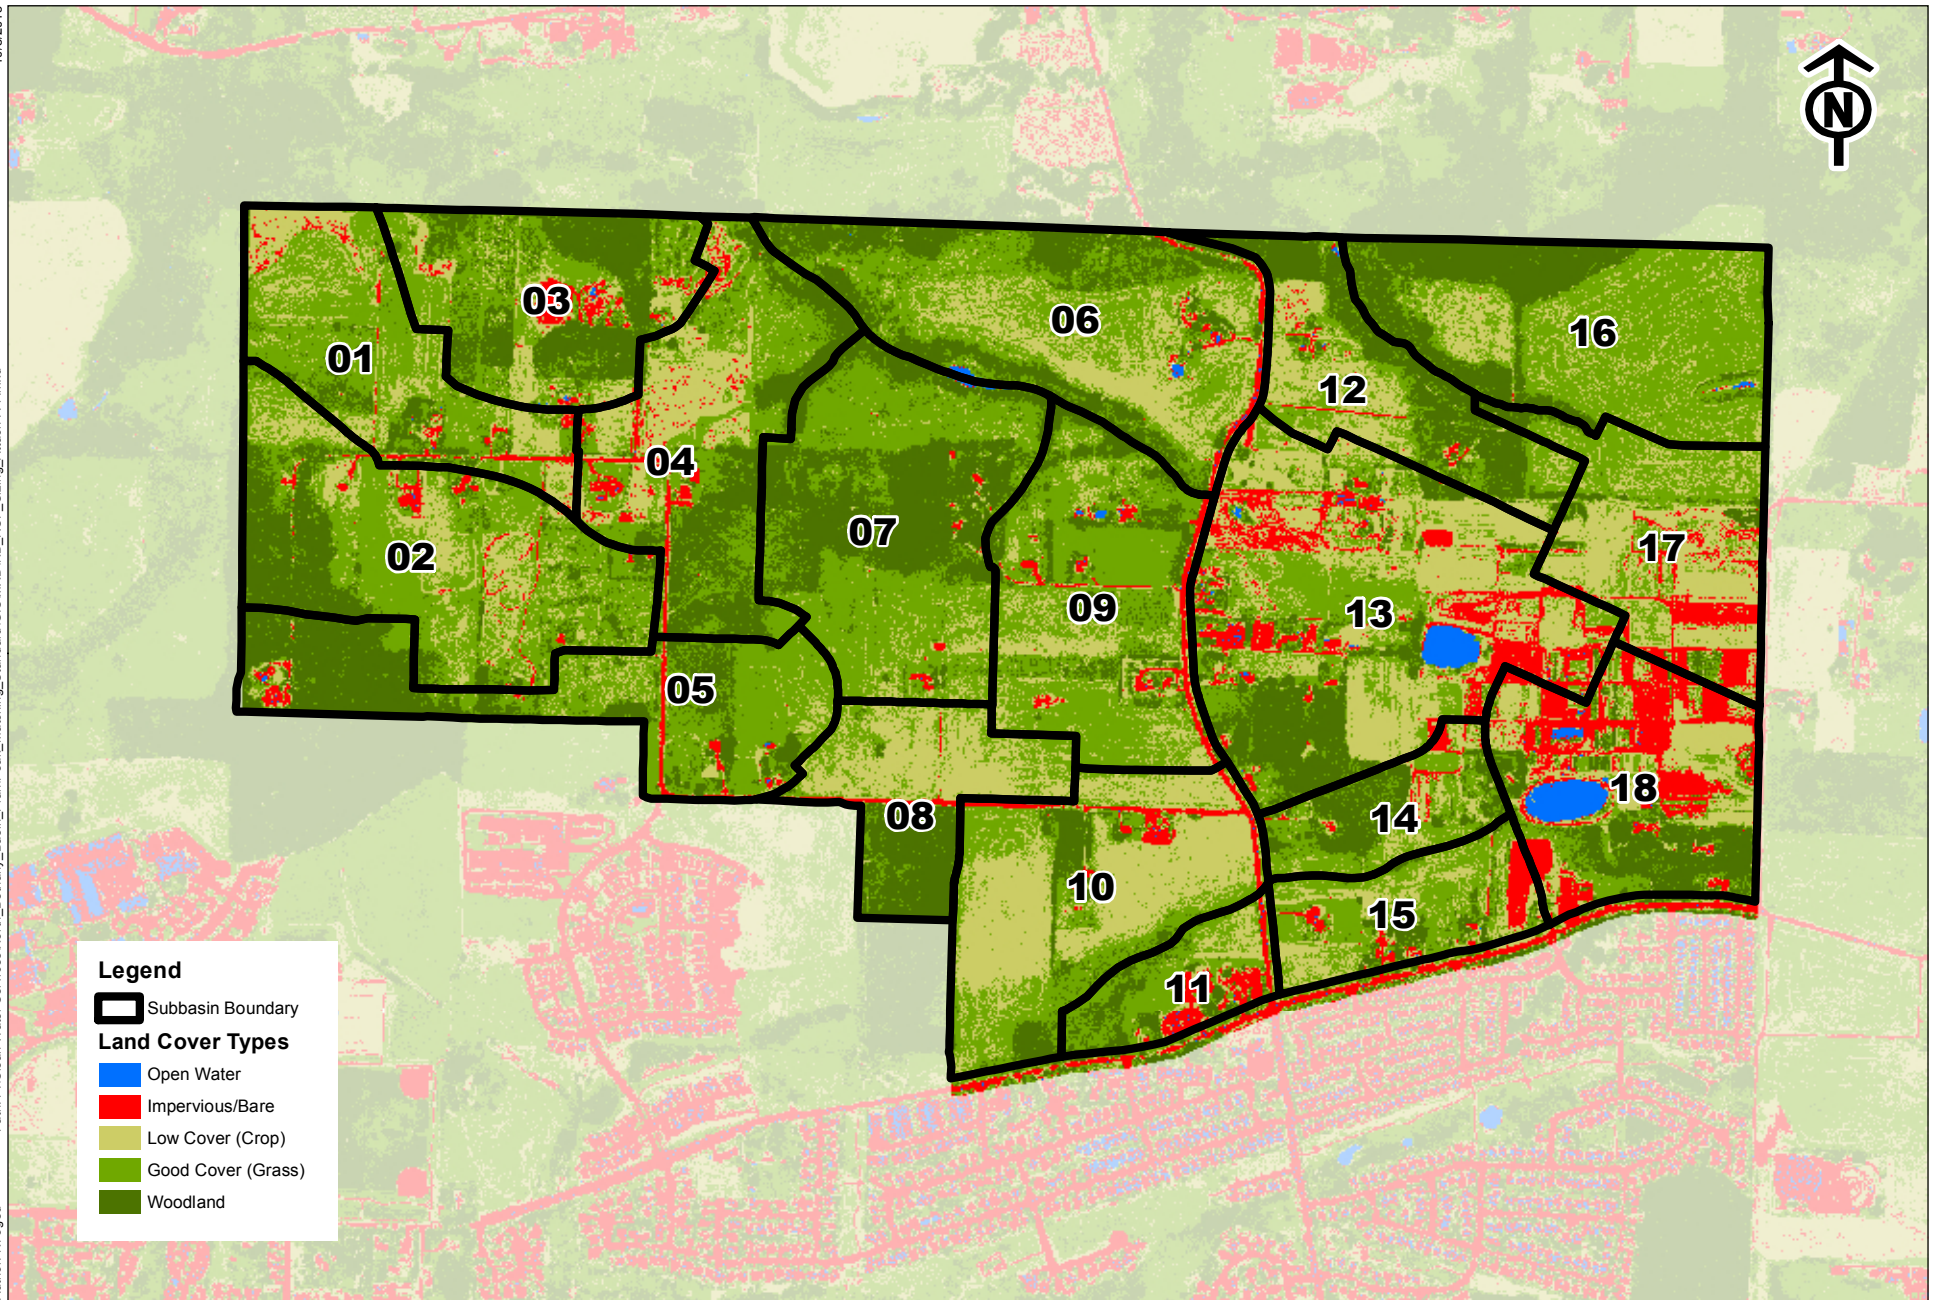 N
03
06
16
01
12
04
07
17
02
09
13
05
18
08
14
10
15
11
Legend
Subbasin Boundary
Land Cover Types
Open Water
Impervious/Bare
Low Cover (Crop)
Good Cover (Grass)
Woodland